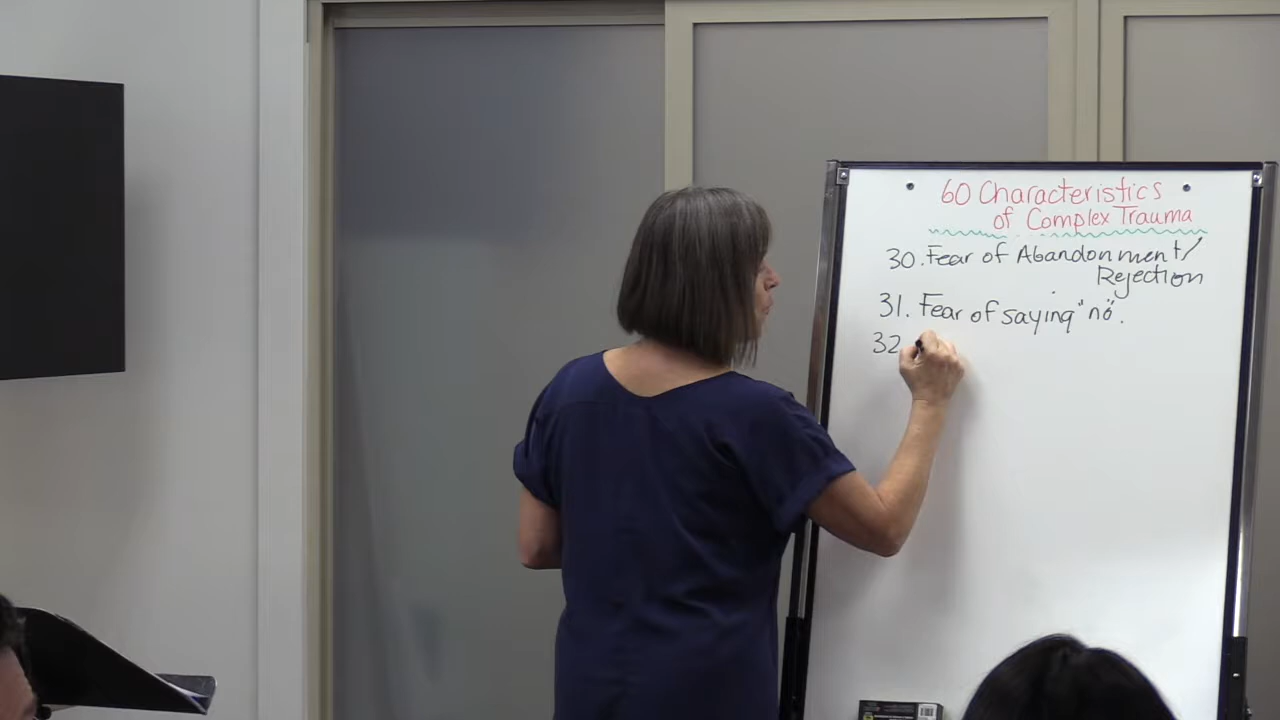 60 Characteristics
of Complex Trauma
30. Fear of Abandonment/
Rejection
31. Fear of saying "no".
32